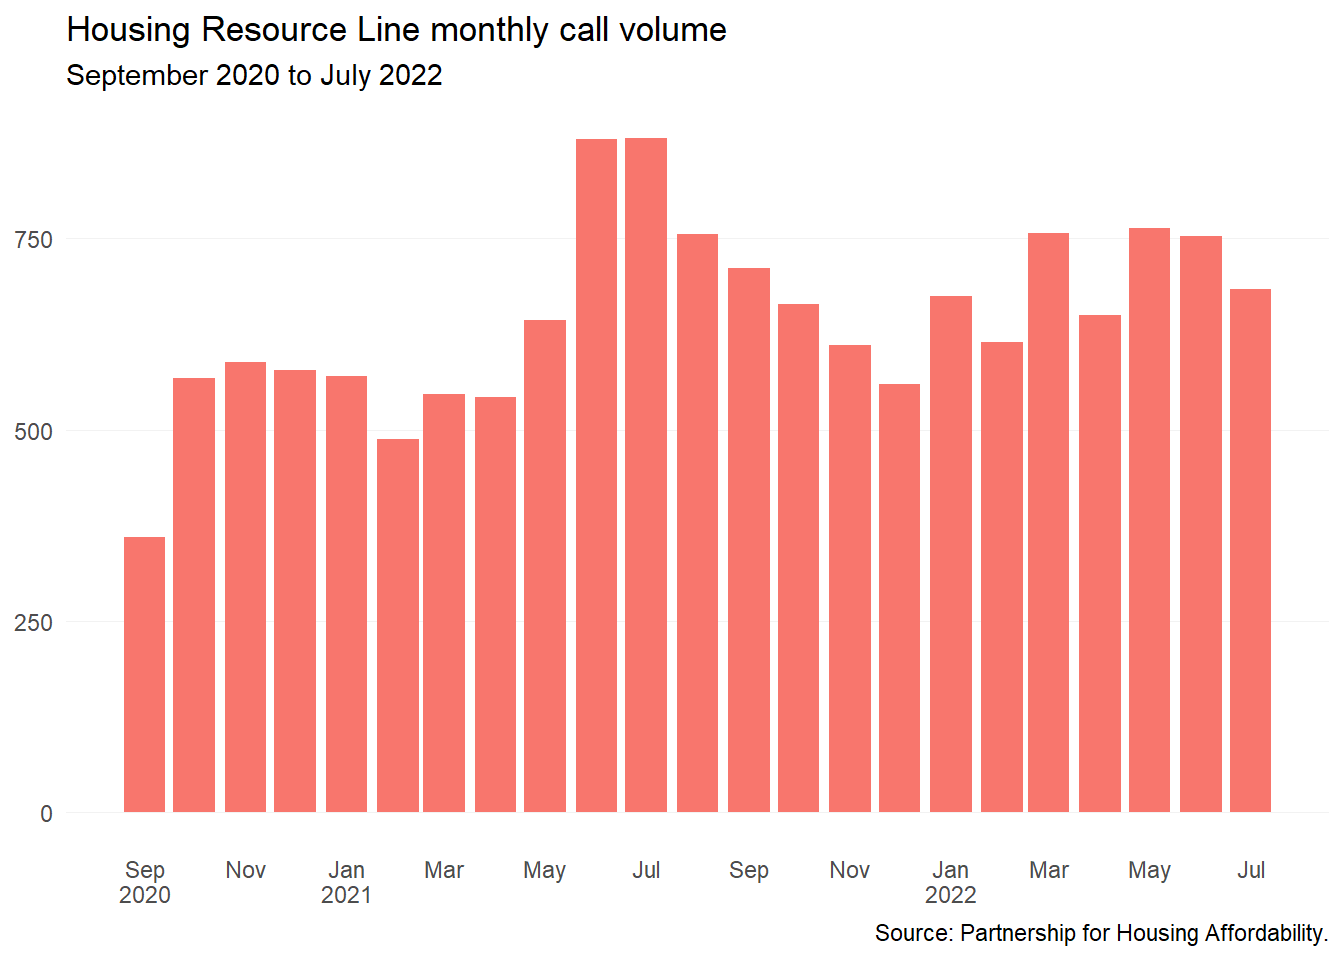 Housing Resource Line monthly call volume
September 2020 to July 2022
750
500
250
0
Sep Nov Jan Mar May Jul Sep Nov Jan Mar May Jul
2020 2021 2022
Source: Partnership for Housing Affordability.